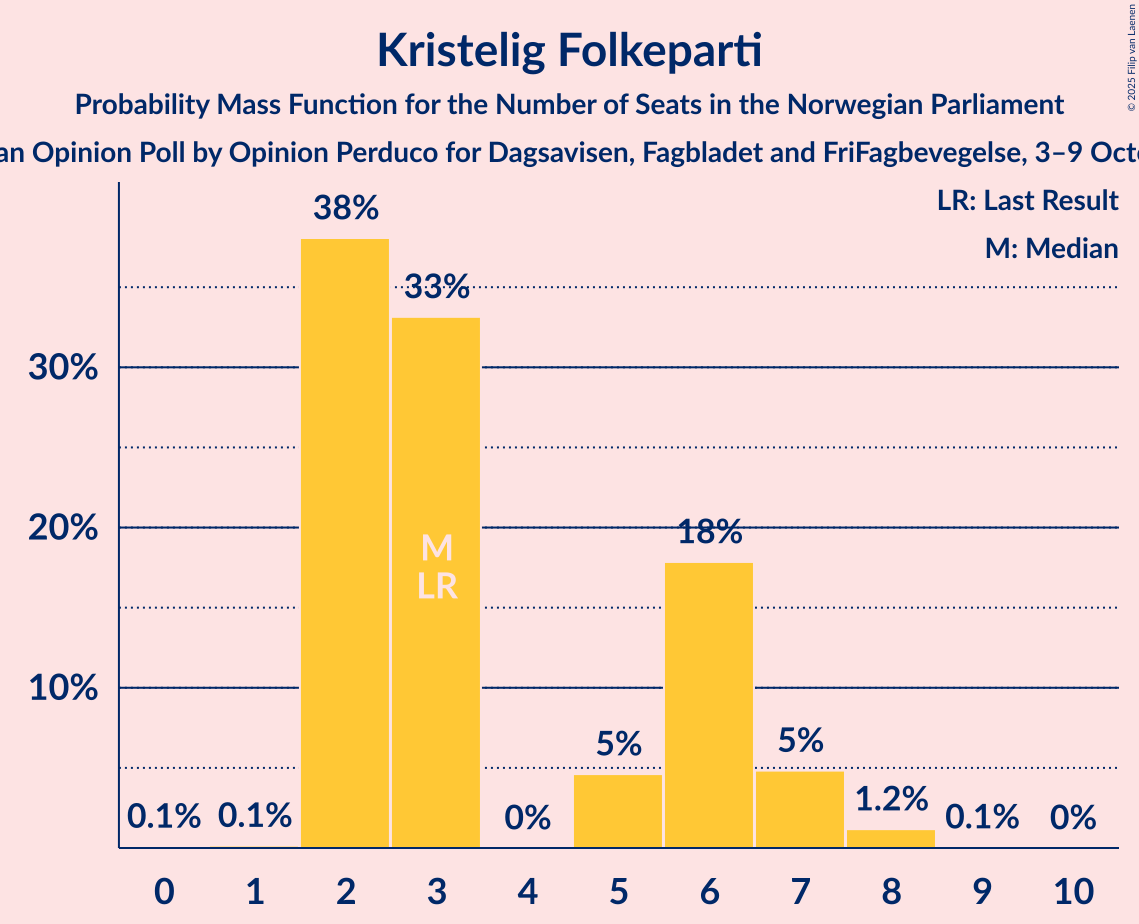 Kristelig Folkeparti
Probability Mass Function for the Number of Seats in the Norwegian Parliament
an Opinion Poll by Opinion Perduco for Dagsavisen, Fagbladet and FriFagbevegelse, 3–9
© 2025 Filip van Laenen
LR: Last Result
M: Median
38%
33%
18%
5%
5%
1.2%
0.1%
0.1%
0%
0.1%
0%
M
LR
30%
20%
10%
0 1 2 3 4 5 6 7 8 9 10